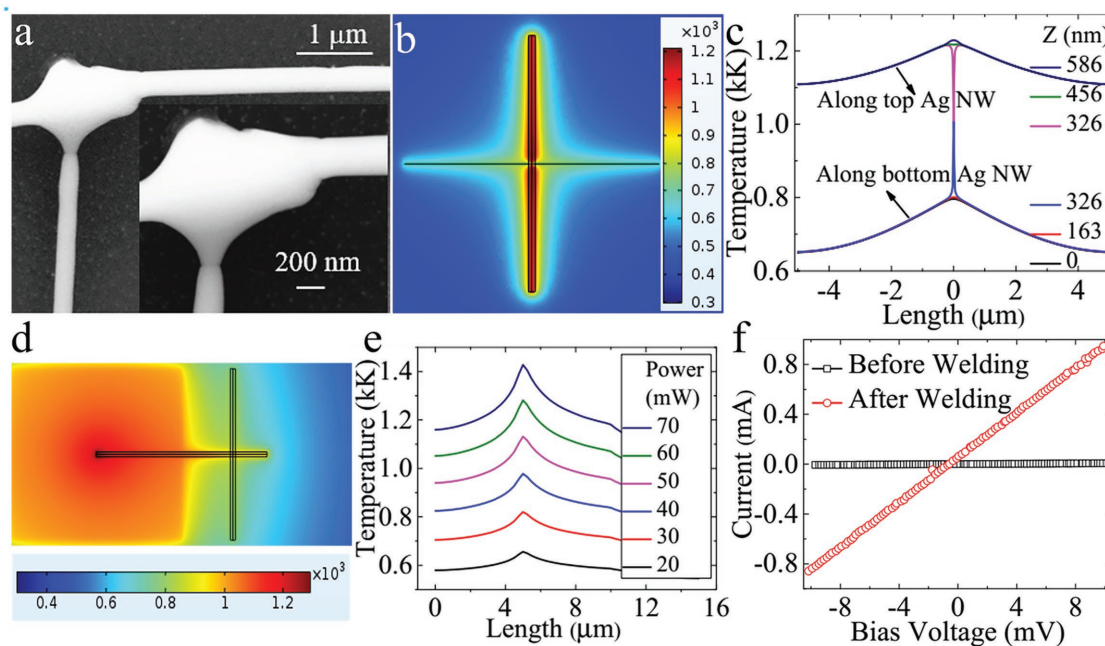 a
1 μm
200 nm
b
×10³
1.2
1.1
1
0.9
0.8
0.7
0.6
0.5
0.4
0.3
c
Temperature (kK)
1.2
1.0
0.8
0.6
Z (nm)
586
456
326
Along top Ag NW
Along bottom Ag NW
326
163
0
-4 -2 0 2 4
Length (μm)
d
×10³
0.4 0.6 0.8 1 1.2
e
Temperature (kK)
1.4
1.2
1.0
0.8
0.6
Power
(mW)
70
60
50
40
30
20
0 4 8 12 16
Length (μm)
f
Current (mA)
0.8
0.4
0.0
-0.4
-0.8
Before Welding
After Welding
-8 -4 0 4 8
Bias Voltage (mV)